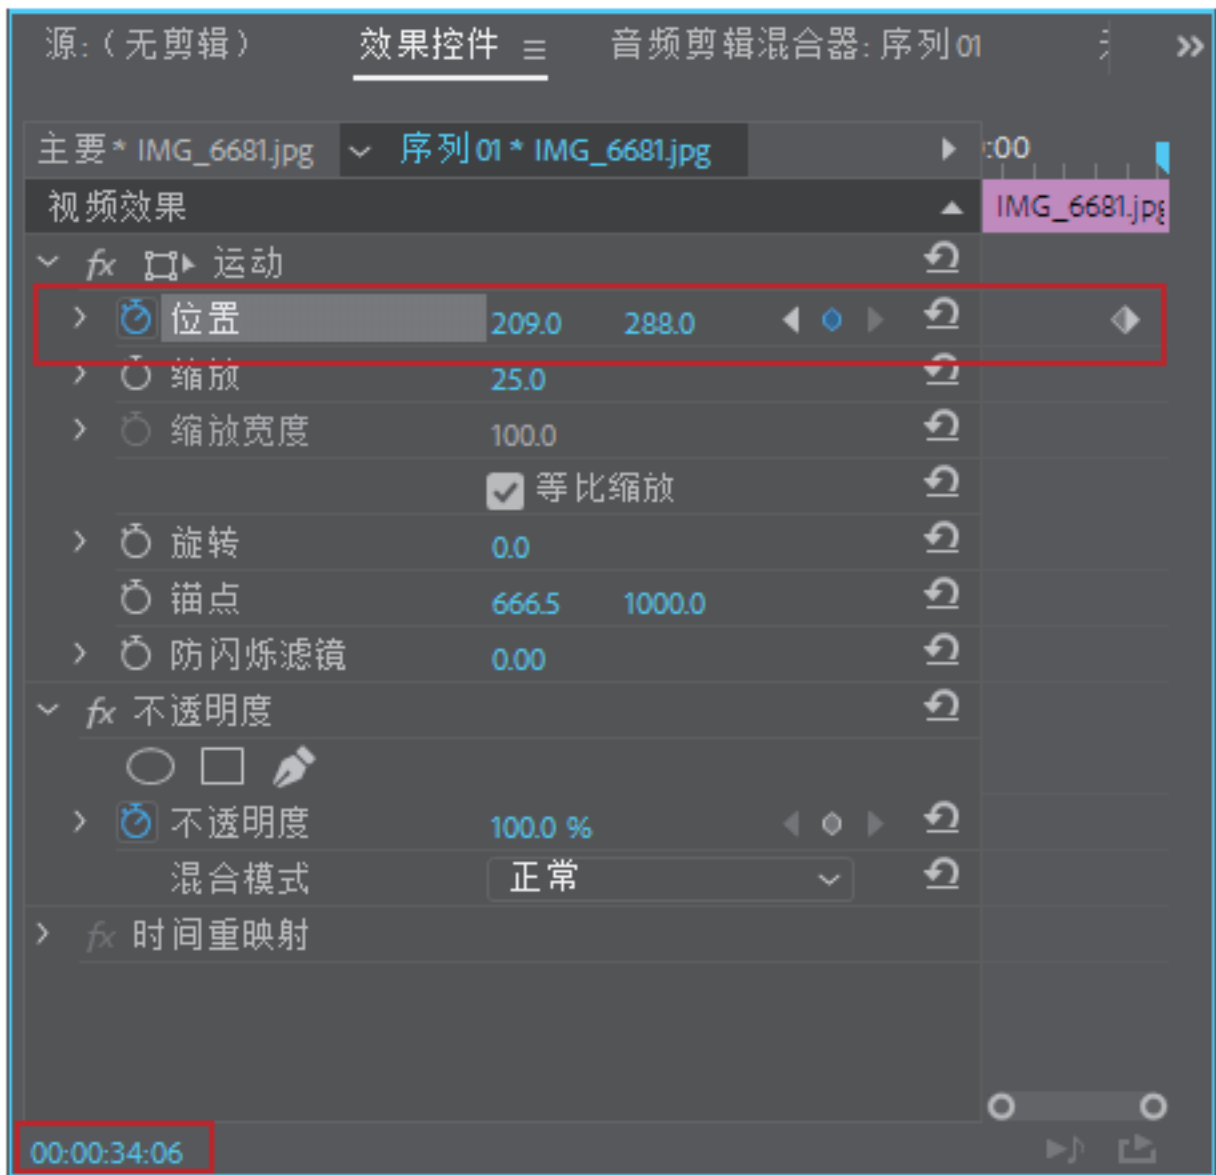 源:（无剪辑） 效果控件 音频剪辑混合器: 序列 01
主要* IMG_6681.jpg 序列 01 * IMG_6681.jpg :00
视频效果 IMG_6681.jpg
fx 运动
位置 209.0 288.0
缩放 25.0
缩放宽度 100.0
等比缩放
旋转 0.0
锚点 666.5 1000.0
防闪烁滤镜 0.00
fx 不透明度
不透明度 100.0 %
混合模式 正常
fx 时间重映射
00:00:34:06